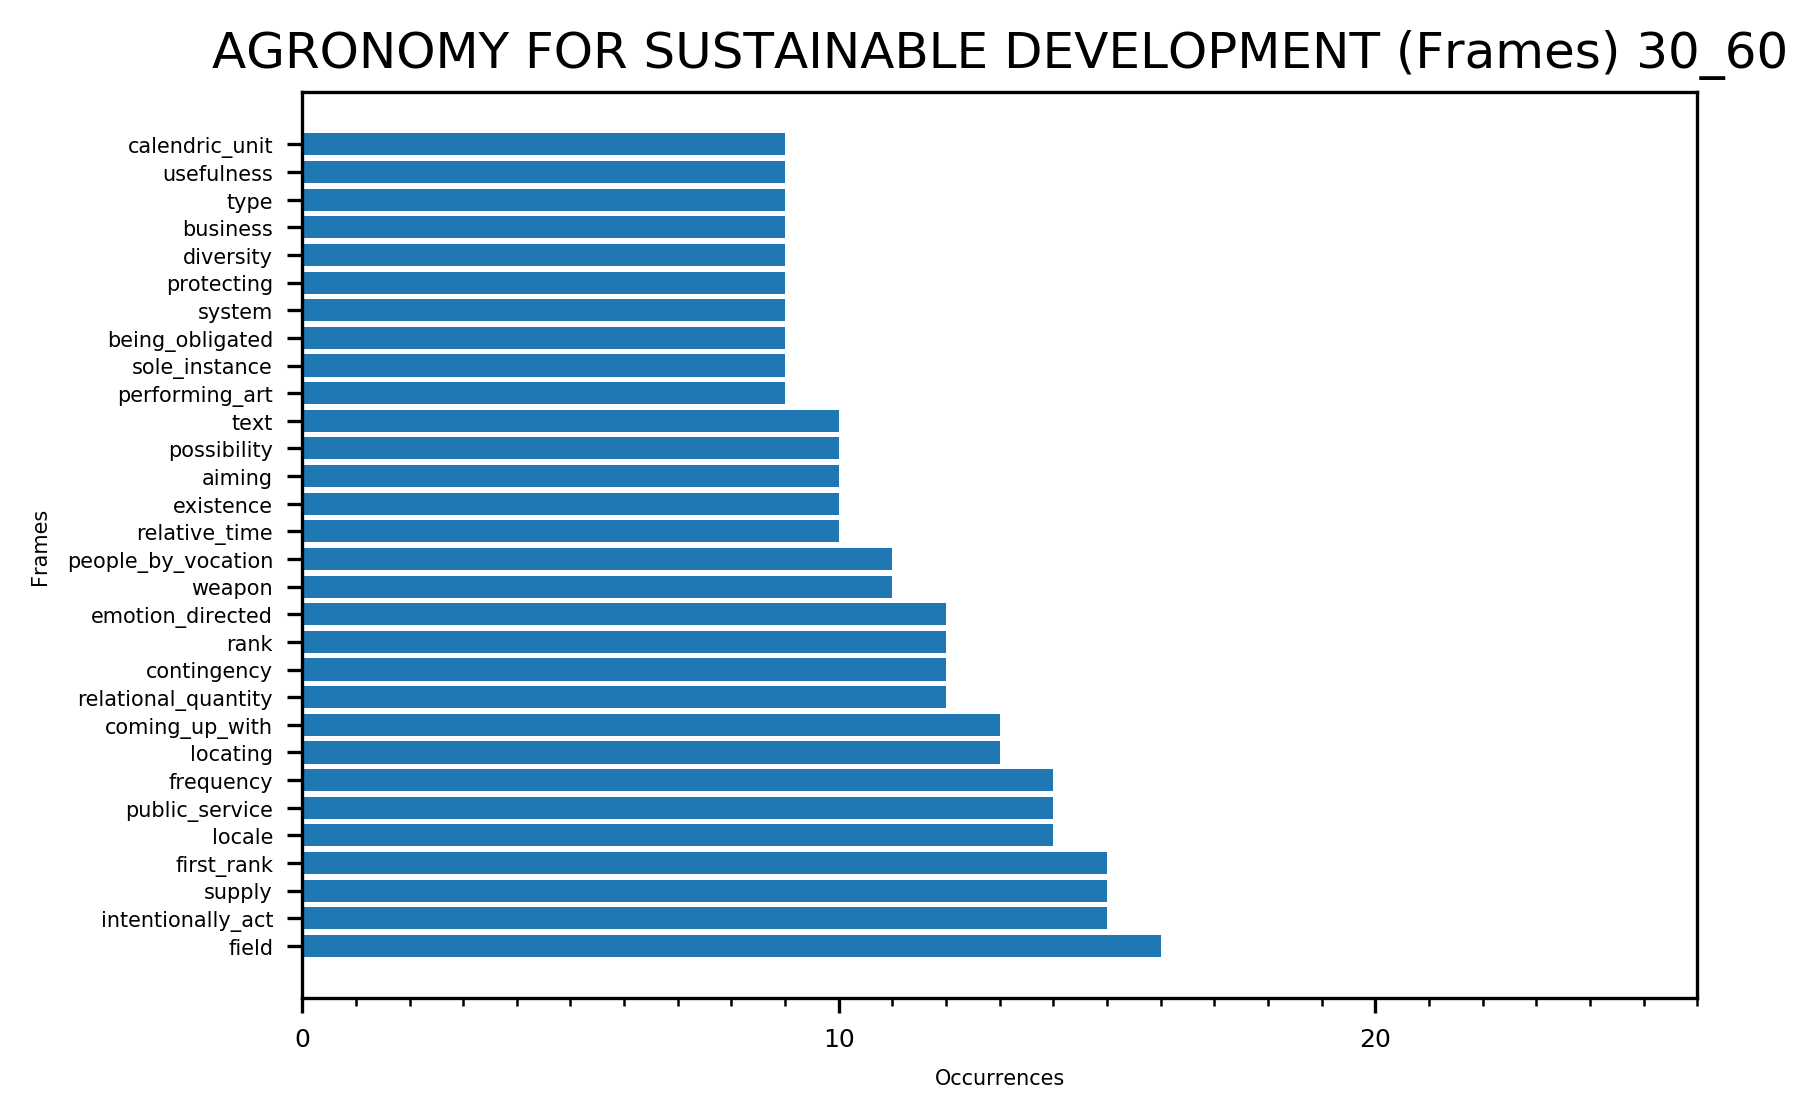 AGRONOMY FOR SUSTAINABLE DEVELOPMENT (Frames) 30_60
calendric_unit
usefulness
type
business
diversity
protecting
system
being_obligated
sole_instance
performing_art
text
possibility
aiming
existence
relative_time
people_by_vocation
weapon
emotion_directed
rank
contingency
relational_quantity
coming_up_with
locating
frequency
public_service
locale
first_rank
supply
intentionally_act
field
Frames
0 10 20
Occurrences